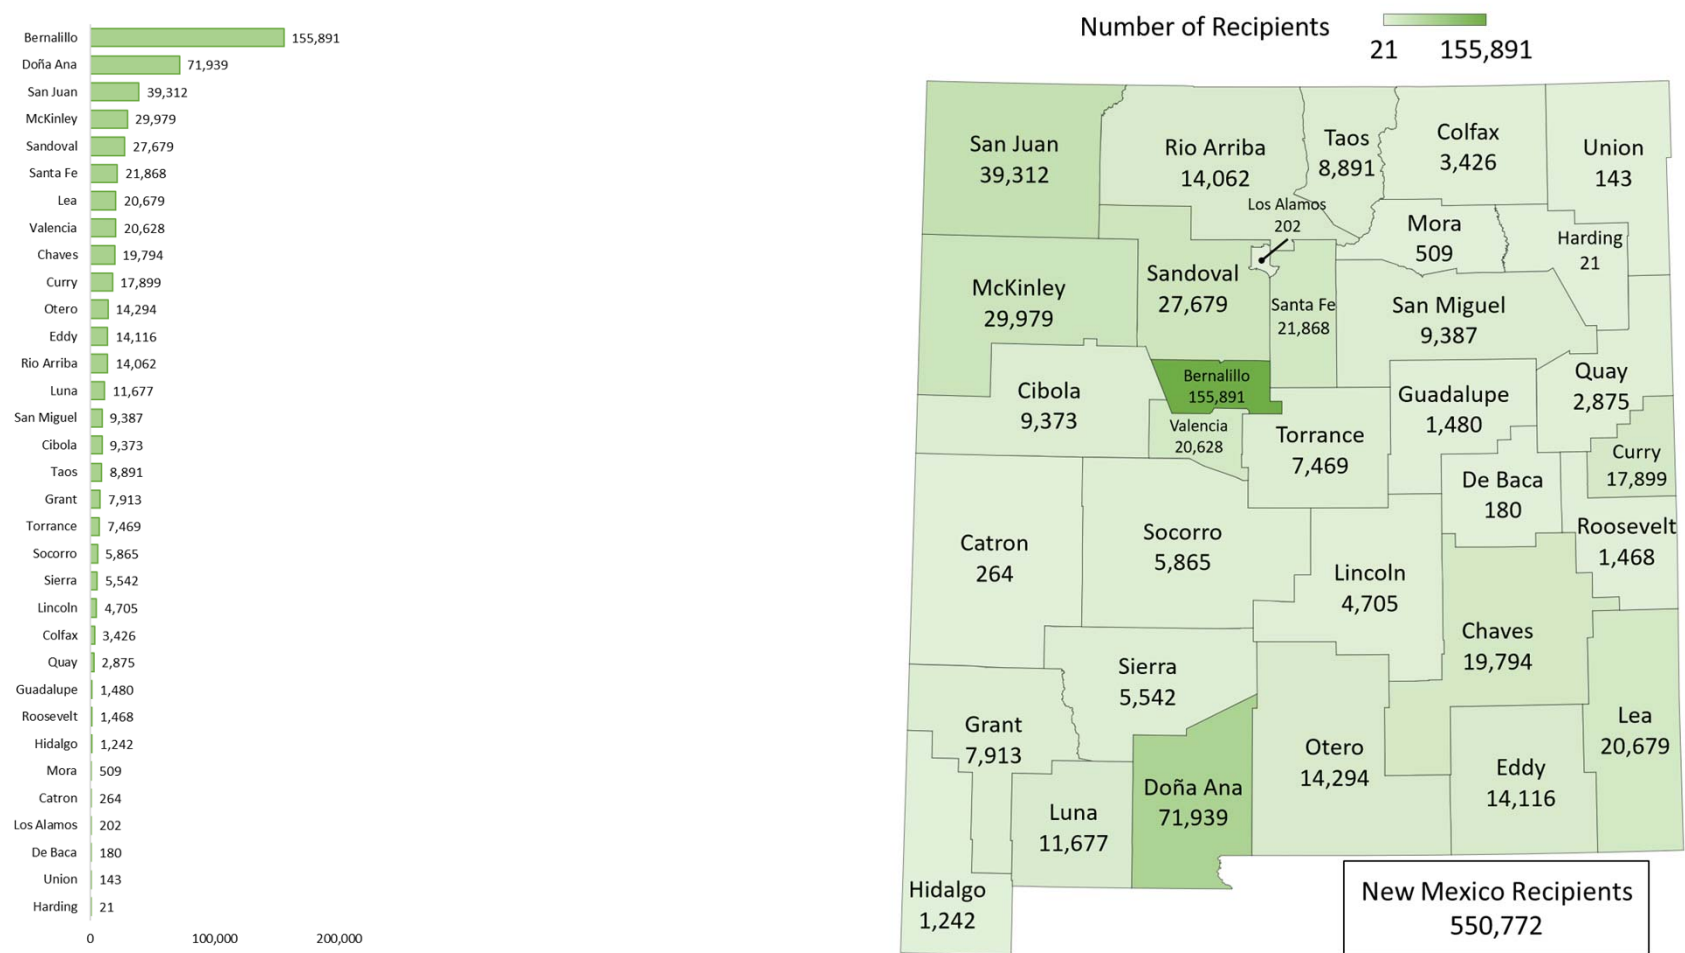 Bernalillo 155,891
Doña Ana 71,939
San Juan 39,312
McKinley 29,979
Sandoval 27,679
Santa Fe 21,868
Lea 20,679
Valencia 20,628
Chaves 19,794
Curry 17,899
Otero 14,294
Eddy 14,116
Rio Arriba 14,062
Luna 11,677
San Miguel 9,387
Cibola 9,373
Taos 8,891
Grant 7,913
Torrance 7,469
Socorro 5,865
Sierra 5,542
Lincoln 4,705
Colfax 3,426
Quay 2,875
Guadalupe 1,480
Roosevelt 1,468
Hidalgo 1,242
Mora 509
Catron 264
Los Alamos 202
De Baca 180
Union 143
Harding 21
0 100,000 200,000
Number of Recipients
21 155,891
San Juan
39,312
Rio Arriba
14,062
Taos
8,891
Colfax
3,426
Union
143
Los Alamos
202
Mora
509
Harding
21
McKinley
29,979
Sandoval
27,679
Santa Fe
21,868
San Miguel
9,387
Cibola
9,373
Bernalillo
155,891
Valencia
20,628
Torrance
7,469
Guadalupe
1,480
Quay
2,875
Curry
17,899
De Baca
180
Roosevelt
1,468
Catron
264
Socorro
5,865
Lincoln
4,705
Chaves
19,794
Sierra
5,542
Grant
7,913
Luna
11,677
Doña Ana
71,939
Otero
14,294
Eddy
14,116
Lea
20,679
Hidalgo
1,242
New Mexico Recipients
550,772